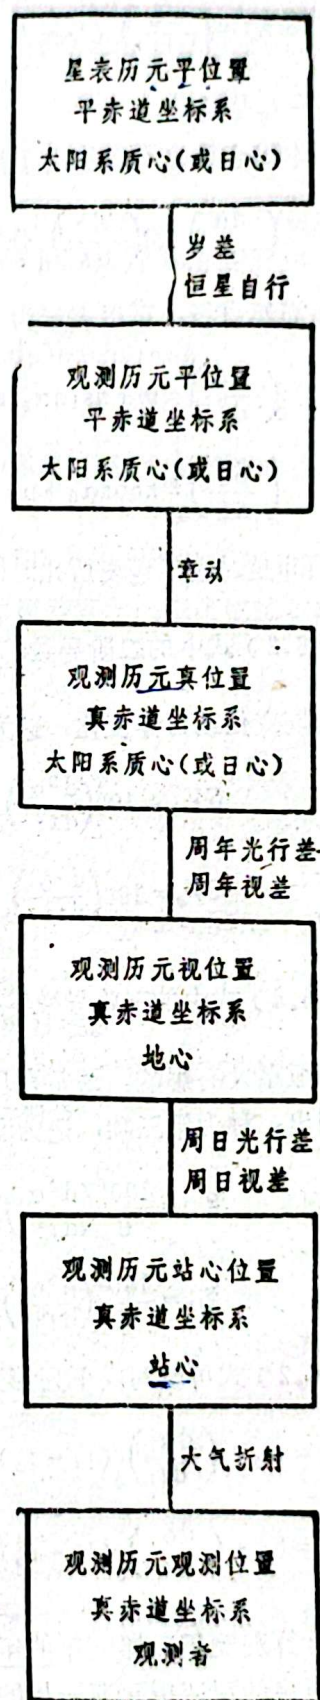 星表历元平位置
平赤道坐标系
太阳系质心(或日心)
岁差
恒星自行
观测历元平位置
平赤道坐标系
太阳系质心(或日心)
章动
观测历元真位置
真赤道坐标系
太阳系质心(或日心)
周年光行差
周年视差
观测历元视位置
真赤道坐标系
地心
周日光行差
周日视差
观测历元站心位置
真赤道坐标系
站心
大气折射
观测历元观测位置
真赤道坐标系
观测者